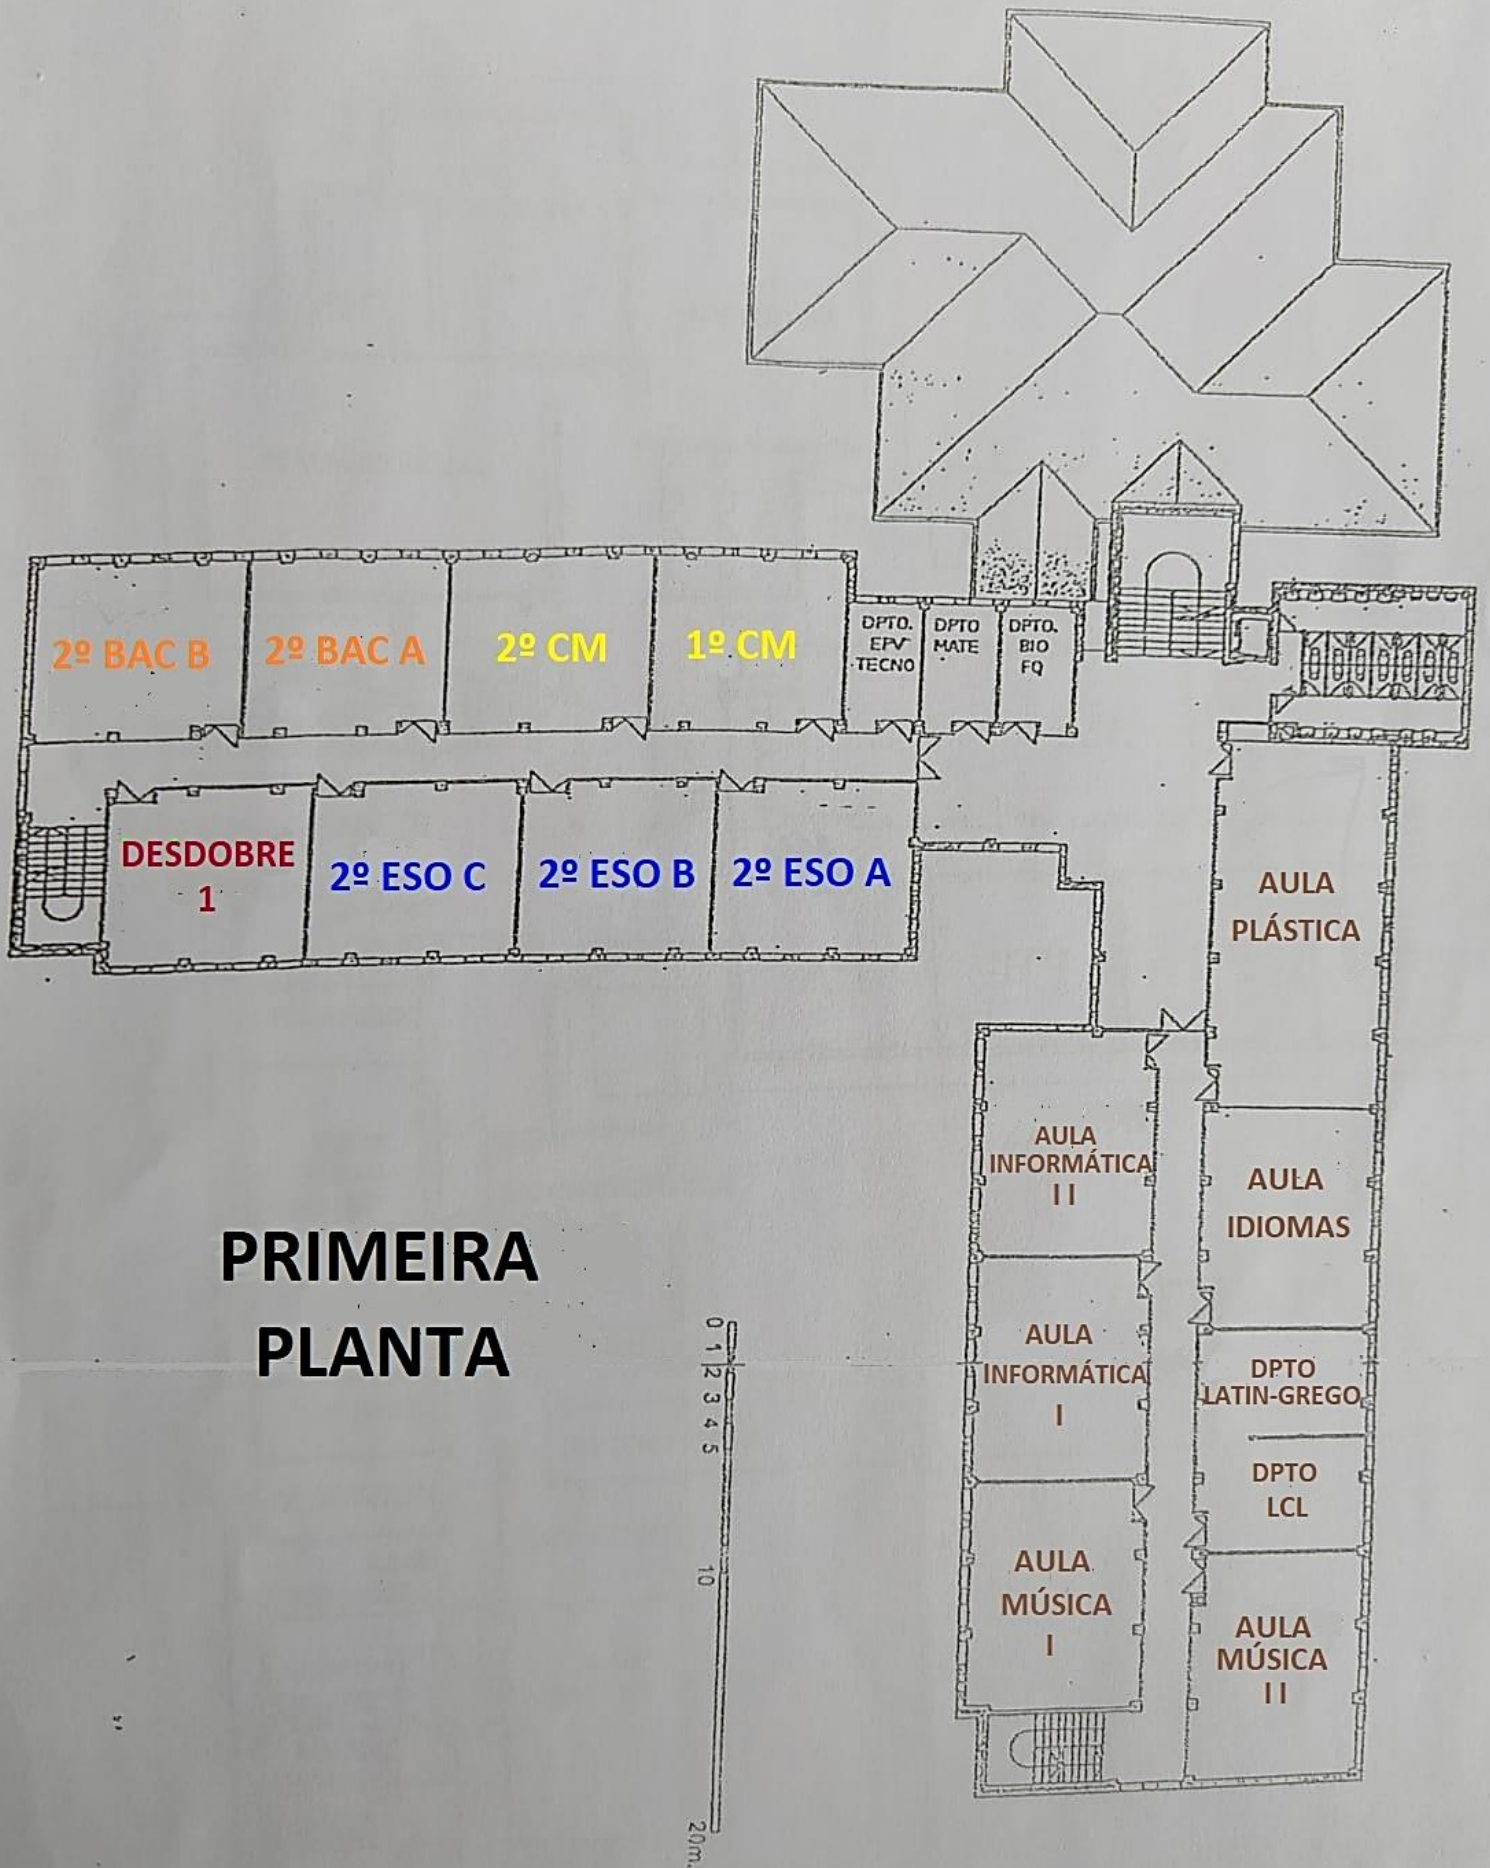 DPTO.
EPV
TECNO
DPTO
MATE
DPTO.
BIO
FQ
2º BAC B
2º BAC A
2º CM
1º CM
DESDOBRE
1
2º ESO C
2º ESO B
2º ESO A
AULA
PLÁSTICA
AULA
INFORMÁTICA
II
AULA
IDIOMAS
PRIMEIRA
PLANTA
AULA
INFORMÁTICA
I
DPTO
LATIN-GREGO
DPTO
LCL
AULA
MÚSICA
I
AULA
MÚSICA
II
0 1 2 3 4 5 10 20m.